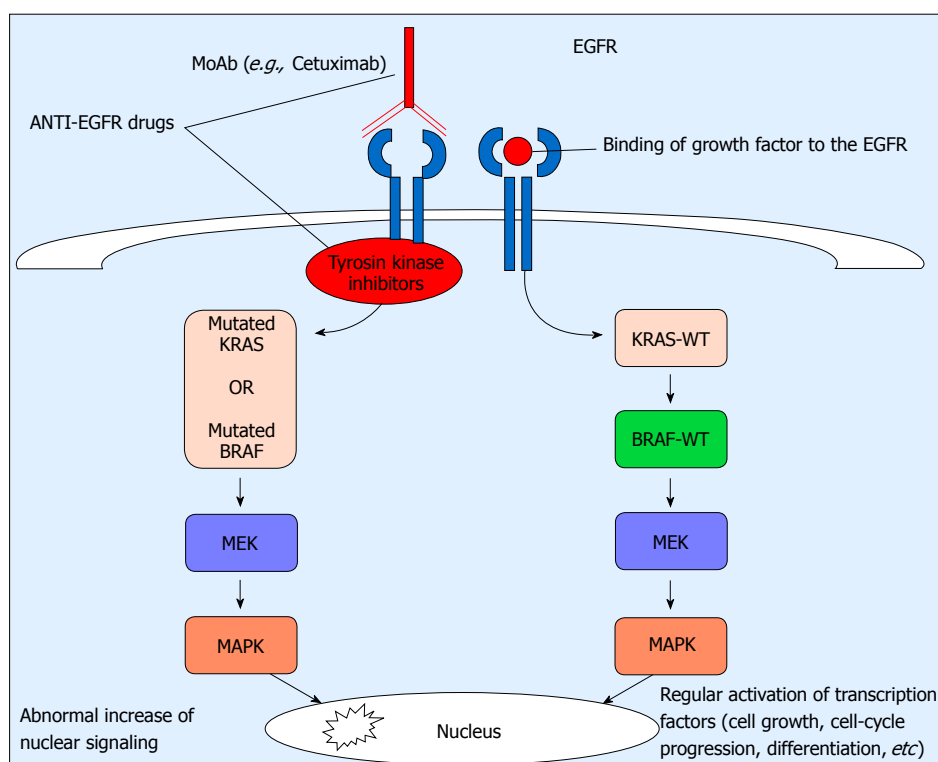 EGFR
MoAb (e.g., Cetuximab)
ANTI-EGFR drugs
Binding of growth factor to the EGFR
Tyrosin kinase
inhibitors
Mutated
KRAS
OR
Mutated
BRAF
MEK
MAPK
KRAS-WT
BRAF-WT
MEK
MAPK
Abnormal increase of
nuclear signaling
Nucleus
Regular activation of transcription
factors (cell growth, cell-cycle
progression, differentiation, etc)